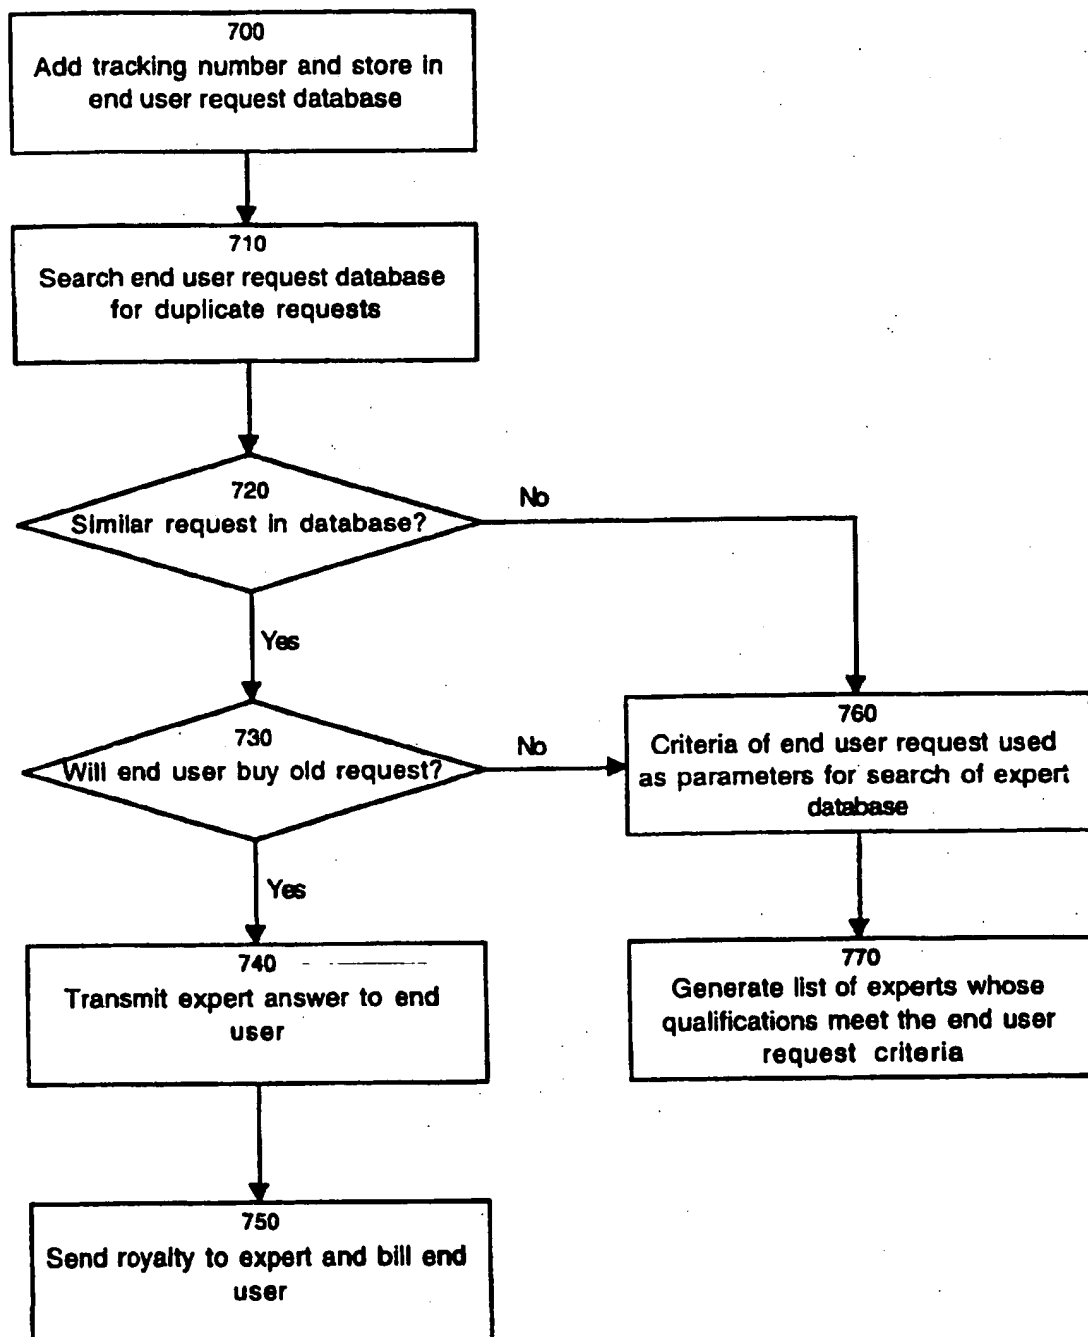 700
Add tracking number and store in
end user request database
710
Search end user request database
for duplicate requests
720
Similar request in database?
No
Yes
730
Will end user buy old request?
No
Yes
760
Criteria of end user request used
as parameters for search of expert
database
740
Transmit expert answer to end
user
770
Generate list of experts whose
qualifications meet the end user
request criteria
750
Send royalty to expert and bill end
user